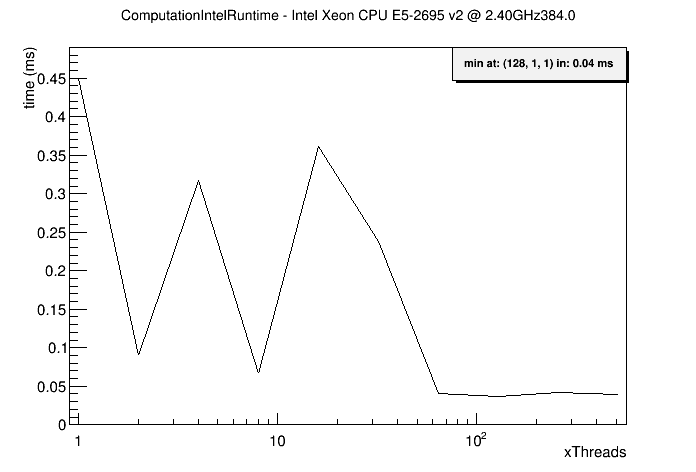 ComputationIntelRuntime - Intel Xeon CPU E5-2695 v2 @ 2.40GHz384.0
min at: (128, 1, 1) in: 0.04 ms
time (ms)
0.45
0.4
0.35
0.3
0.25
0.2
0.15
0.1
0.05
0
1 10 10²
xThreads